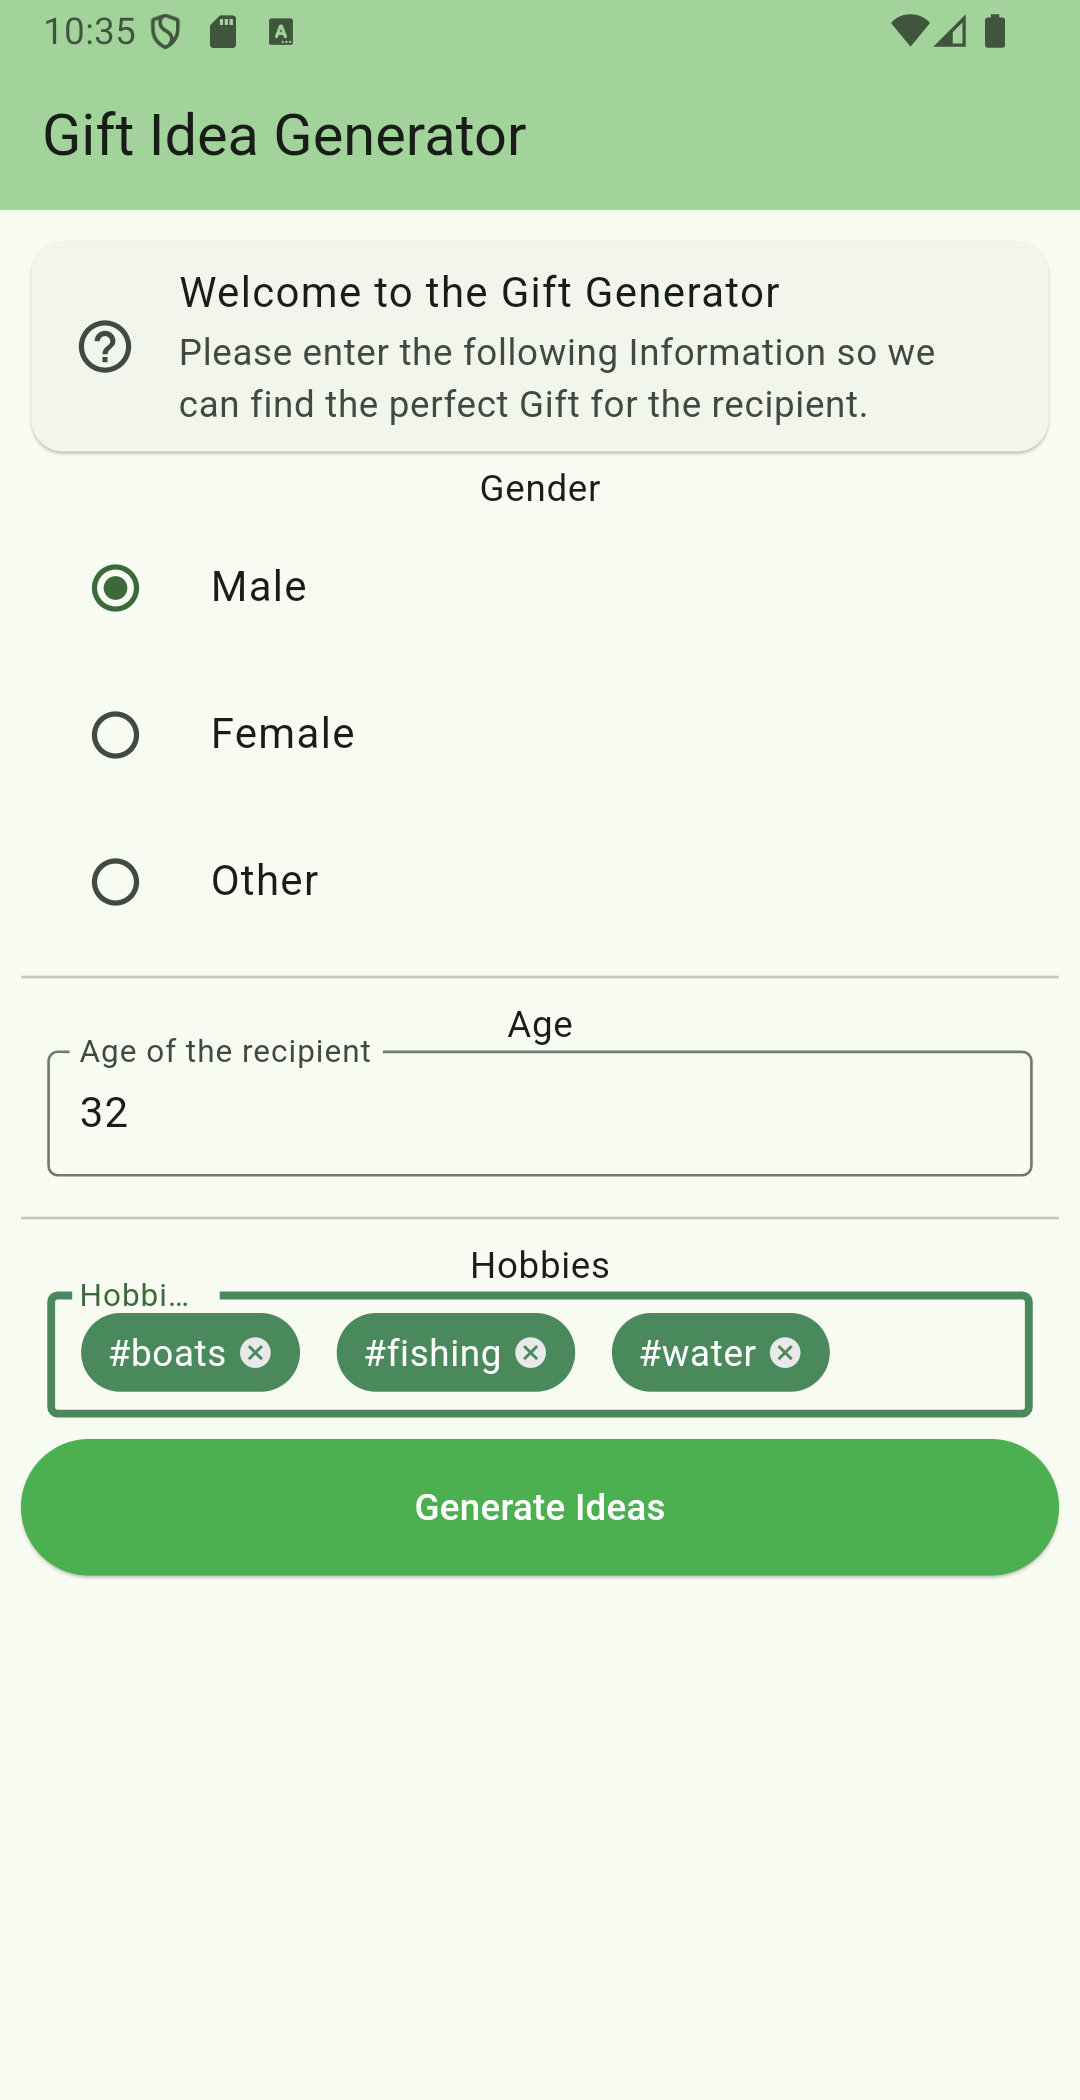 10:35
Gift Idea Generator
Welcome to the Gift Generator
Please enter the following Information so we
can find the perfect Gift for the recipient.
Gender
Male
Female
Other
Age
Age of the recipient
32
Hobbies
Hobbi…
#boats #fishing #water
Generate Ideas